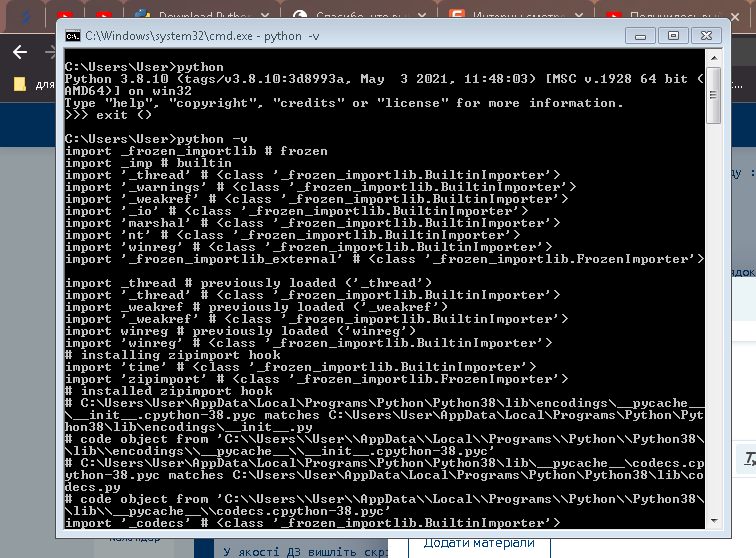 Download Python
Спасибо, что
Интерны смотр
Получилось
C:\Windows\system32\cmd.exe - python -v
для
C:\Users\User>python
Python 3.8.10 (tags/v3.8.10:3d8993a, May  3 2021, 11:48:03) [MSC v.1928 64 bit (
AMD64)] on win32
Type "help", "copyright", "credits" or "license" for more information.
>>> exit ()
C:\Users\User>python -v
import _frozen_importlib # frozen
import _imp # builtin
import '_thread' # <class '_frozen_importlib.BuiltinImporter'>
import '_warnings' # <class '_frozen_importlib.BuiltinImporter'>
import '_weakref' # <class '_frozen_importlib.BuiltinImporter'>
import '_io' # <class '_frozen_importlib.BuiltinImporter'>
import 'marshal' # <class '_frozen_importlib.BuiltinImporter'>
import 'nt' # <class '_frozen_importlib.BuiltinImporter'>
import 'winreg' # <class '_frozen_importlib.BuiltinImporter'>
import '_frozen_importlib_external' # <class '_frozen_importlib.FrozenImporter'>
import _thread # previously loaded ('_thread')
import '_thread' # <class '_frozen_importlib.BuiltinImporter'>
import _weakref # previously loaded ('_weakref')
import '_weakref' # <class '_frozen_importlib.BuiltinImporter'>
import winreg # previously loaded ('winreg')
import 'winreg' # <class '_frozen_importlib.BuiltinImporter'>
# installing zipimport hook
import 'time' # <class '_frozen_importlib.BuiltinImporter'>
import 'zipimport' # <class '_frozen_importlib.FrozenImporter'>
# installed zipimport hook
# C:\Users\User\AppData\Local\Programs\Python\Python38\lib\encodings\__pycache__
\__init__.cpython-38.pyc matches C:\Users\User\AppData\Local\Programs\Python\Pyt
hon38\lib\encodings\__init__.py
# code object from 'C:\\Users\\User\\AppData\\Local\\Programs\\Python\\Python38\
\lib\\encodings\\__pycache__\\__init__.cpython-38.pyc'
# C:\Users\User\AppData\Local\Programs\Python\Python38\lib\__pycache__\codecs.cp
ython-38.pyc matches C:\Users\User\AppData\Local\Programs\Python\Python38\lib\co
decs.py
# code object from 'C:\\Users\\User\\AppData\\Local\\Programs\\Python\\Python38\
\lib\\__pycache__\\codecs.cpython-38.pyc'
import '_codecs' # <class '_frozen_importlib.BuiltinImporter'>
Календар
У якості ДЗ вишліть скрі
Додати матеріали